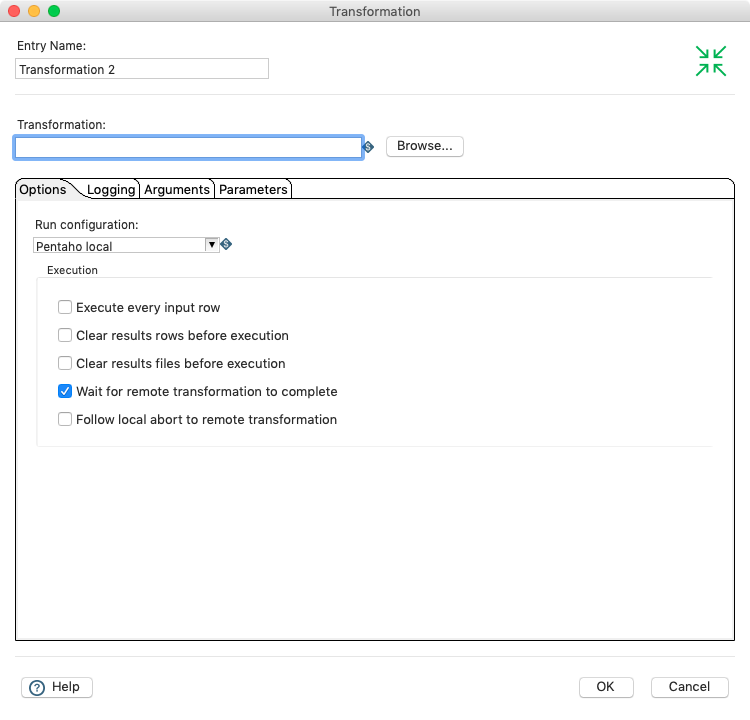 Transformation
Entry Name:
Transformation 2
Transformation:
Browse...
Options Logging Arguments Parameters
Run configuration:
Pentaho local
Execution
Execute every input row
Clear results rows before execution
Clear results files before execution
Wait for remote transformation to complete
Follow local abort to remote transformation
? Help OK Cancel